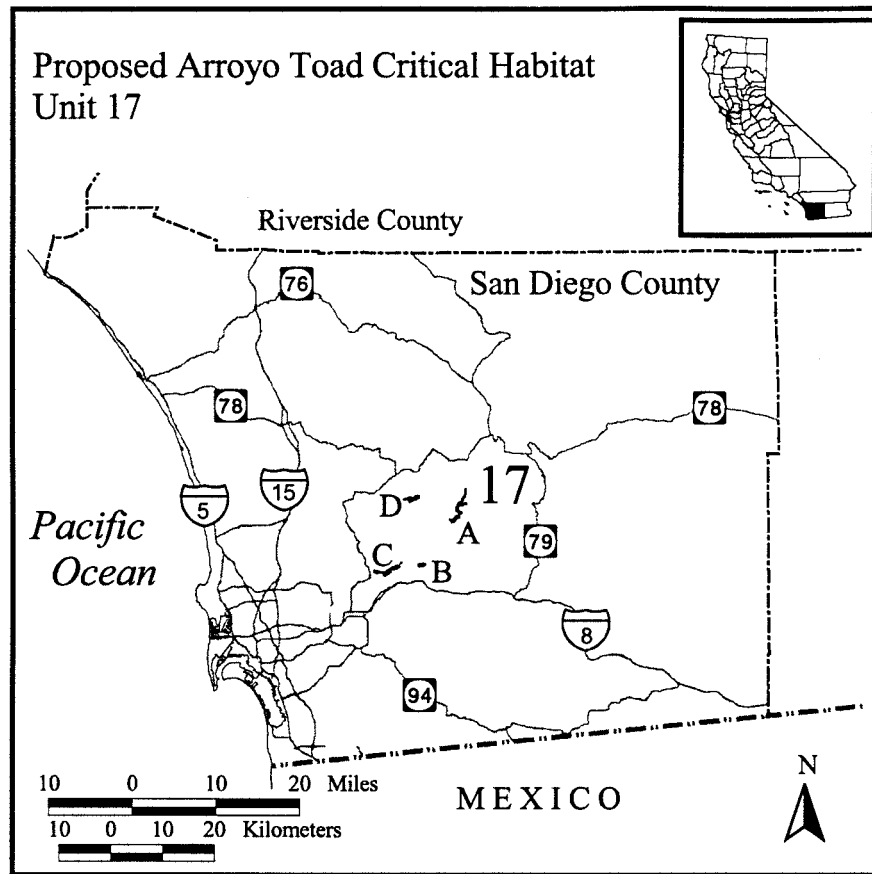 Proposed Arroyo Toad Critical Habitat
Unit 17
Riverside County
San Diego County
76
78
78
5
15
17
D
A
79
Pacific
Ocean
C
B
8
94
10 0 10 20 Miles
10 0 10 20 Kilometers
MEXICO
N